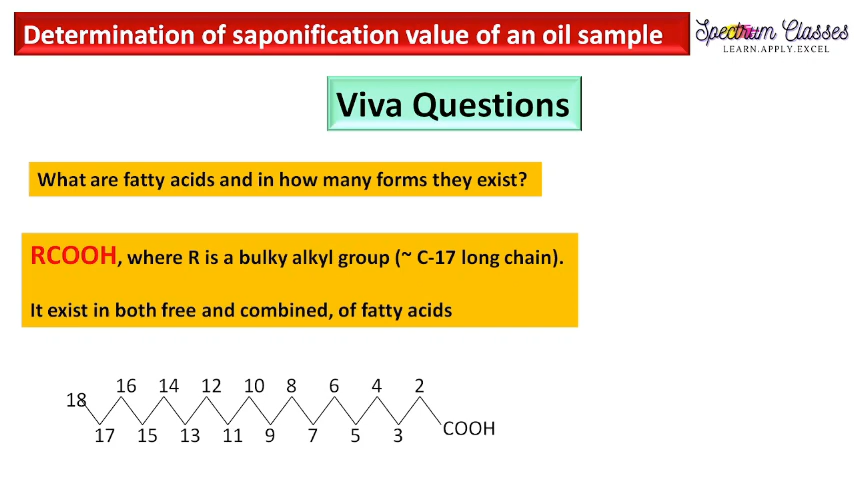 Determination of saponification value of an oil sample
Spectrum Classes
LEARN.APPLY.EXCEL
Viva Questions
What are fatty acids and in how many forms they exist?
RCOOH, where R is a bulky alkyl group (~ C-17 long chain).
It exist in both free and combined, of fatty acids
16 14 12 10 8 6 4 2
18
COOH
17 15 13 11 9 7 5 3